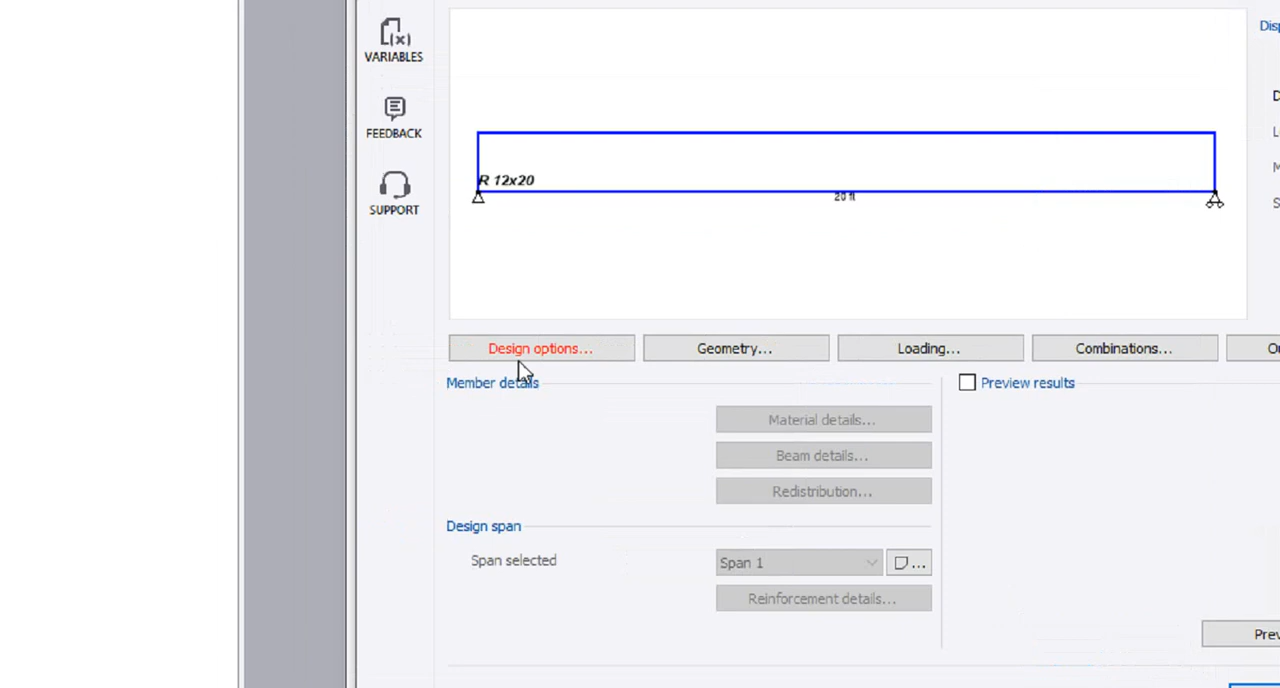 VARIABLES
FEEDBACK
SUPPORT
R 12x20
20 ft
Design options...
Geometry...
Loading...
Combinations...
Member details
Preview results
Material details...
Beam details...
Redistribution...
Design span
Span selected
Span 1
...
Reinforcement details...